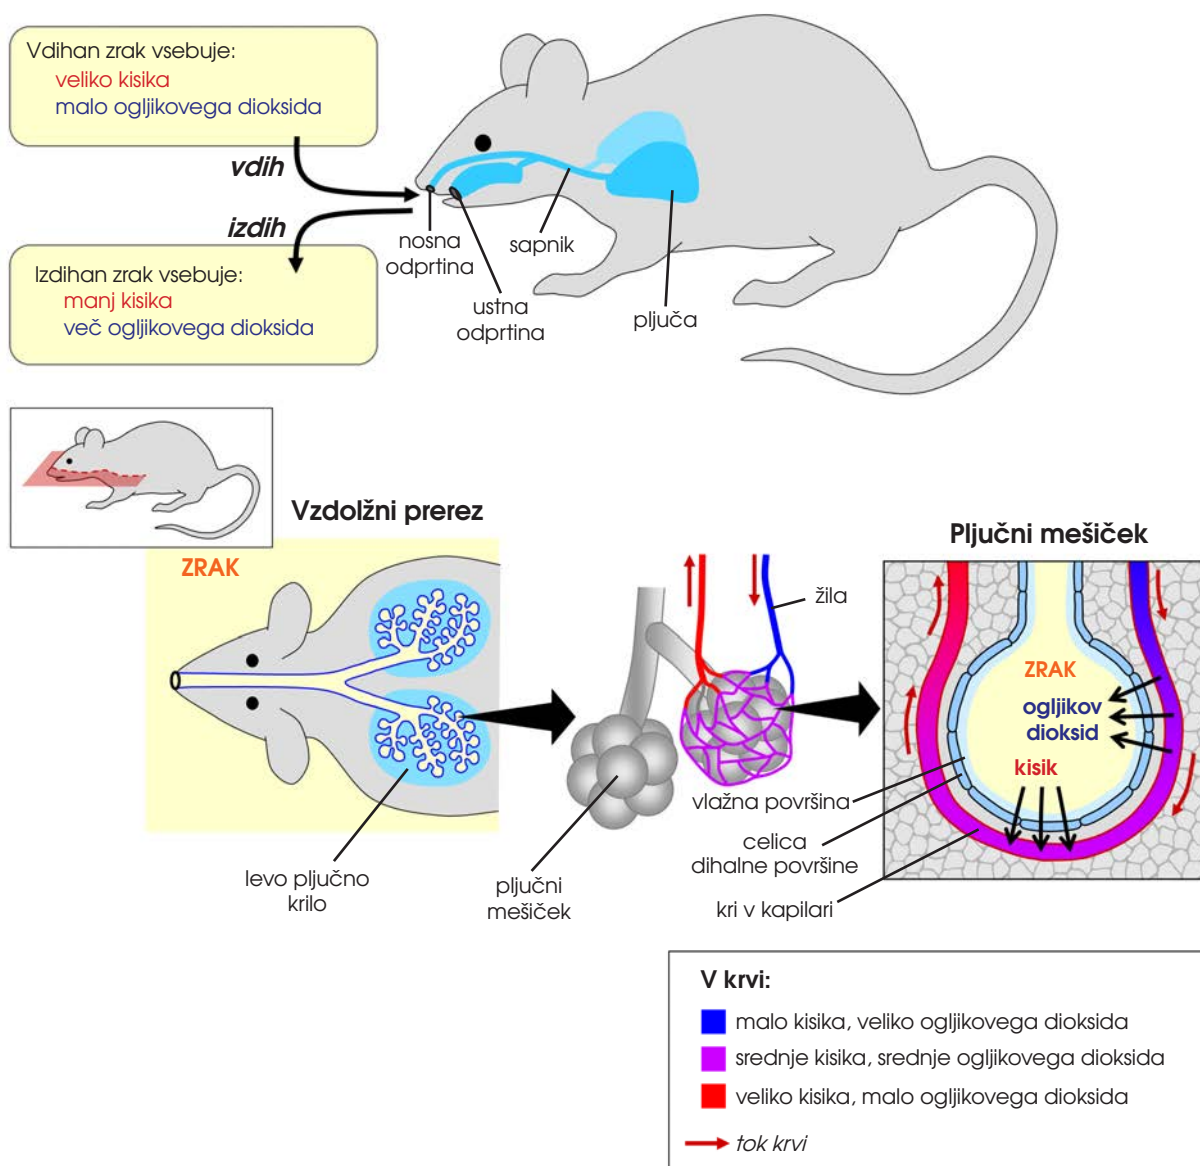 Vdihan zrak vsebuje:
veliko kisika
malo ogljikovega dioksida
vdih
izdih
Izdihan zrak vsebuje:
manj kisika
več ogljikovega dioksida
nosna
odprtina
sapnik
ustna
odprtina
pljuča
Vzdolžni prerez
ZRAK
levo pljučno
krilo
pljučni
mešiček
žila
Pljučni mešiček
ZRAK
ogljikov
dioksid
kisik
vlažna površina
celica
dihalne površine
kri v kapilari
V krvi:
malo kisika, veliko ogljikovega dioksida
srednje kisika, srednje ogljikovega dioksida
veliko kisika, malo ogljikovega dioksida
tok krvi